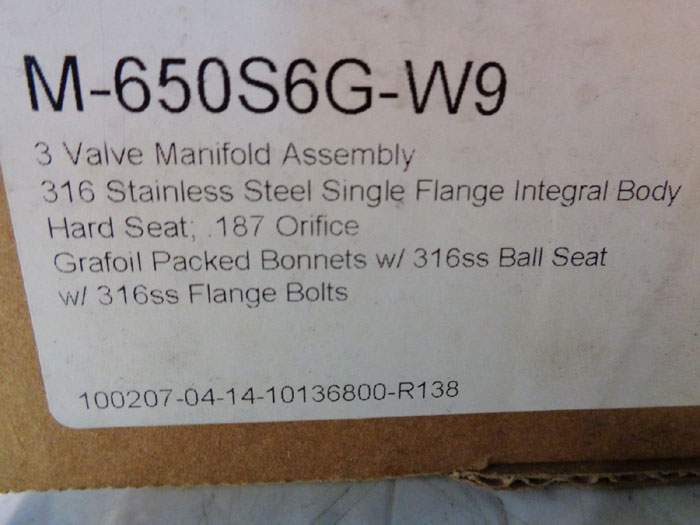 M-650S6G-W9
3 Valve Manifold Assembly
316 Stainless Steel Single Flange Integral Body
Hard Seat; .187 Orifice
Grafoil Packed Bonnets w/ 316ss Ball Seat
w/ 316ss Flange Bolts
100207-04-14-10136800-R138